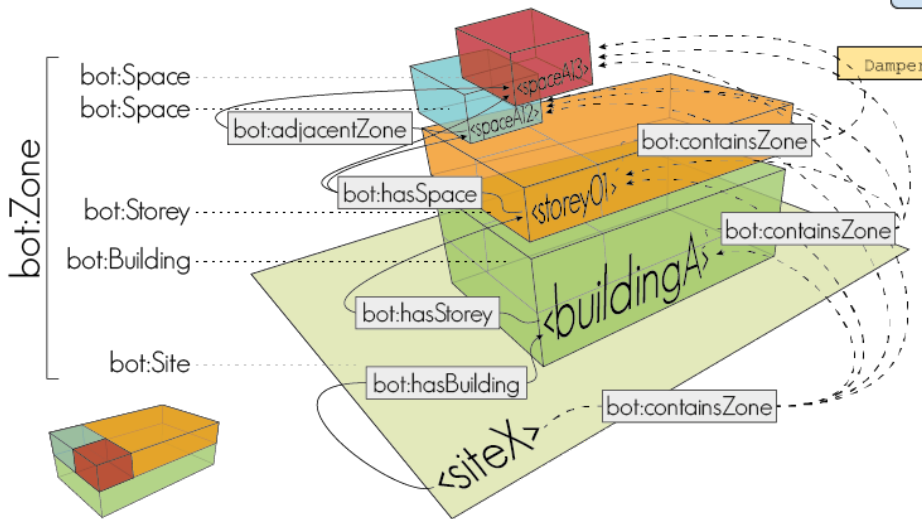 Damper
bot:Zone
bot:Space
bot:Space
bot:Storey
bot:Building
bot:Site
<spaceA13>
<spaceA12>
bot:adjacentZone
bot:containsZone
bot:hasSpace
<storey01>
bot:containsZone
<buildingA>
bot:hasStorey
bot:hasBuilding
bot:containsZone
<siteX>